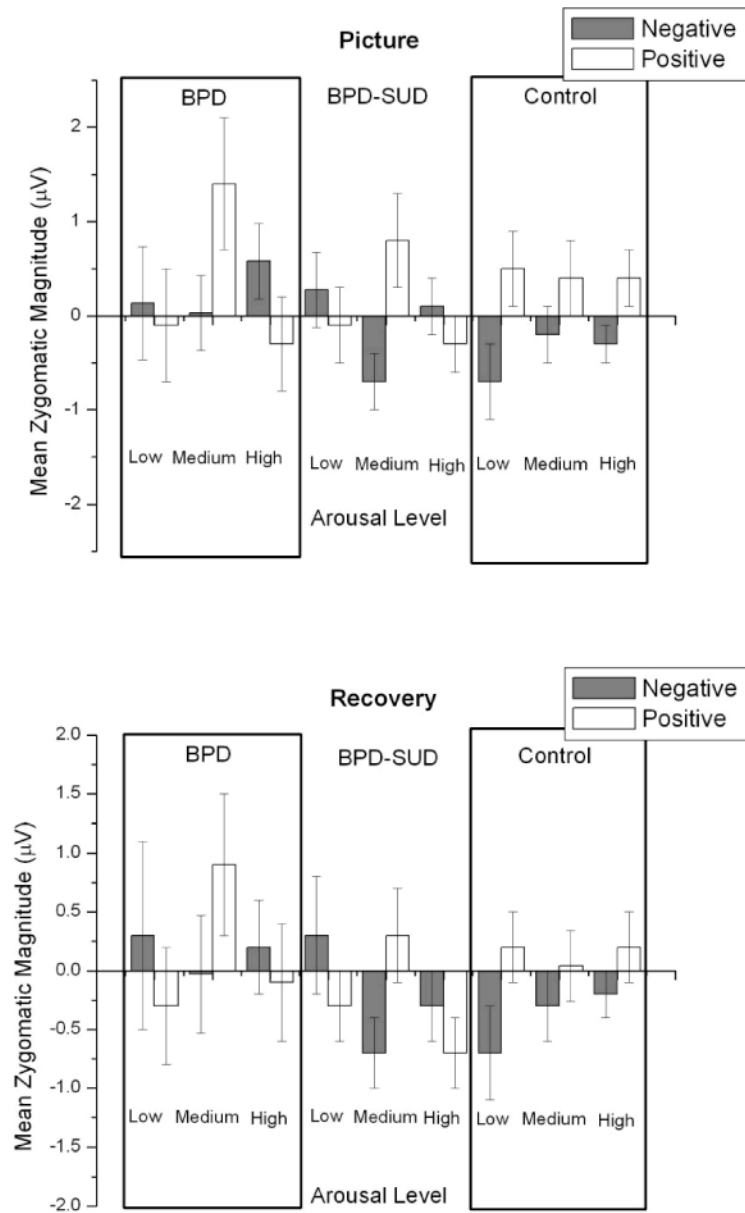 Negative
Positive
Picture
BPD
BPD-SUD
Control
Mean Zygomatic Magnitude (µV)
2
1
0
-1
-2
Low Medium High
Low Medium High
Low Medium High
Arousal Level
Negative
Positive
Recovery
BPD
BPD-SUD
Control
Mean Zygomatic Magnitude (µV)
2.0
1.5
1.0
0.5
0.0
-0.5
-1.0
-1.5
-2.0
Low Medium High
Low Medium High
Low Medium High
Arousal Level